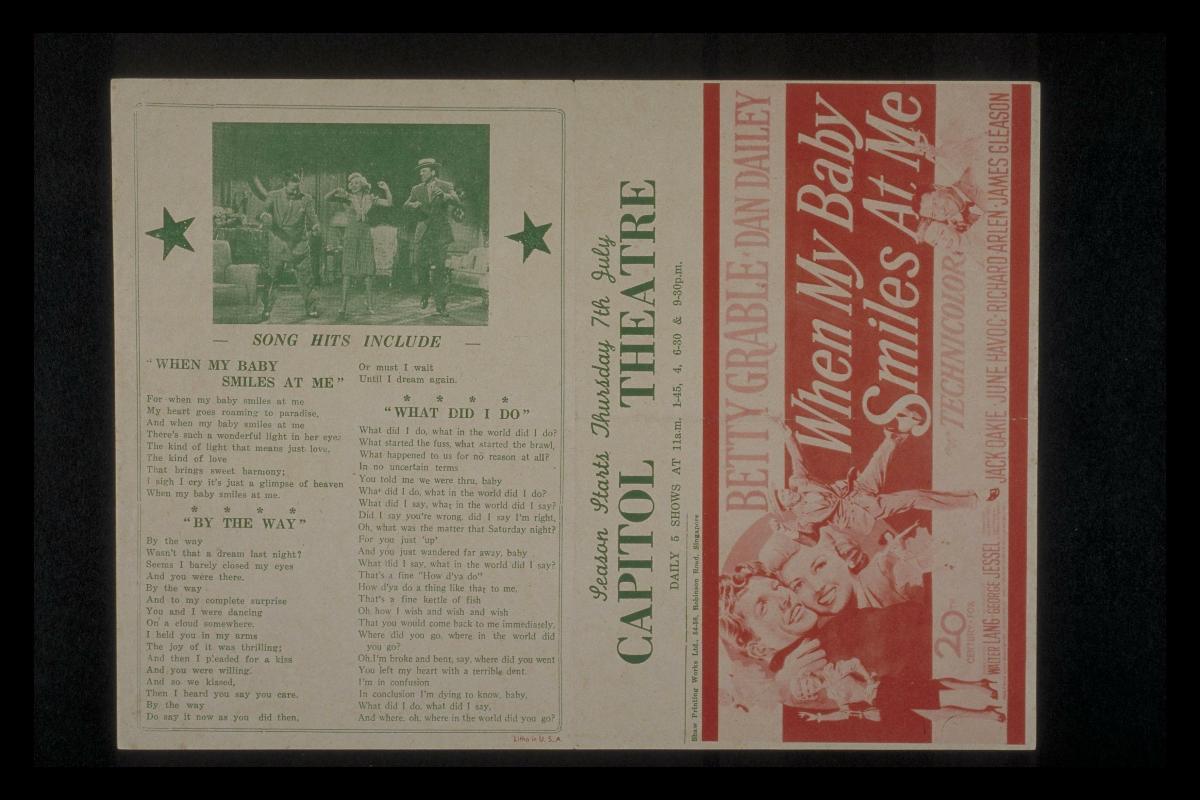 — SONG HITS INCLUDE —
"WHEN MY BABY
SMILES AT ME"
For when my baby smiles at me
My heart goes roaming to paradise,
And when my baby smiles at me
There's such a wonderful light in her eyes
The kind of light that means just love,
The kind of love
That brings sweet harmony;
I sigh I cry it's just a glimpse of heaven
When my baby smiles at me.
* * * *
"BY THE WAY"
By the way
Wasn't that a dream last night?
Seems I barely closed my eyes
And you were there.
By the way
And to my complete surprise
You and I were dancing
On a cloud somewhere,
I held you in my arms
The joy of it was thrilling;
And then I pleaded for a kiss
And you were willing.
And so we kissed,
Then I heard you say you care.
By the way
Do say it now as you did then,
Or must I wait
Until I dream again.
* * * *
"WHAT DID I DO"
What did I do, what in the world did I do?
What started the fuss, what started the brawl,
What happened to us for no reason at all?
In no uncertain terms
You told me we were thru, baby
What did I do, what in the world did I do?
What did I say, what in the world did I say?
Did I say you're wrong, did I say I'm right,
Oh, what was the matter that Saturday night?
For you just 'up'
And you just wandered far away, baby
What did I say, what in the world did I say?
That's a fine "How d'ya do"
How d'ya do a thing like that to me,
That's a fine kettle of fish
Oh how I wish and wish and wish
That you would come back to me immediately,
Where did you go, where in the world did
you go?
Oh,I'm broke and bent, say, where did you went
You left my heart with a terrible dent.
I'm in confusion
In conclusion I'm dying to know, baby,
What did I do, what did I say,
And where, oh, where in the world did you go?
Litho in U. S. A.
Season Starts Thursday 7th July
CAPITOL THEATRE
DAILY 5 SHOWS AT 11a.m. 1-45, 4, 6-30 & 9-30p.m.
Shaw Printing Works Ltd., Robinson Road, Singapore
BETTY GRABLE · DAN DAILEY
When My Baby
Smiles At Me
TECHNICOLOR
20TH
CENTURY-FOX
JACK OAKIE · JUNE HAVOC · RICHARD ARLEN · JAMES GLEASON
WALTER LANG GEORGE JESSEL